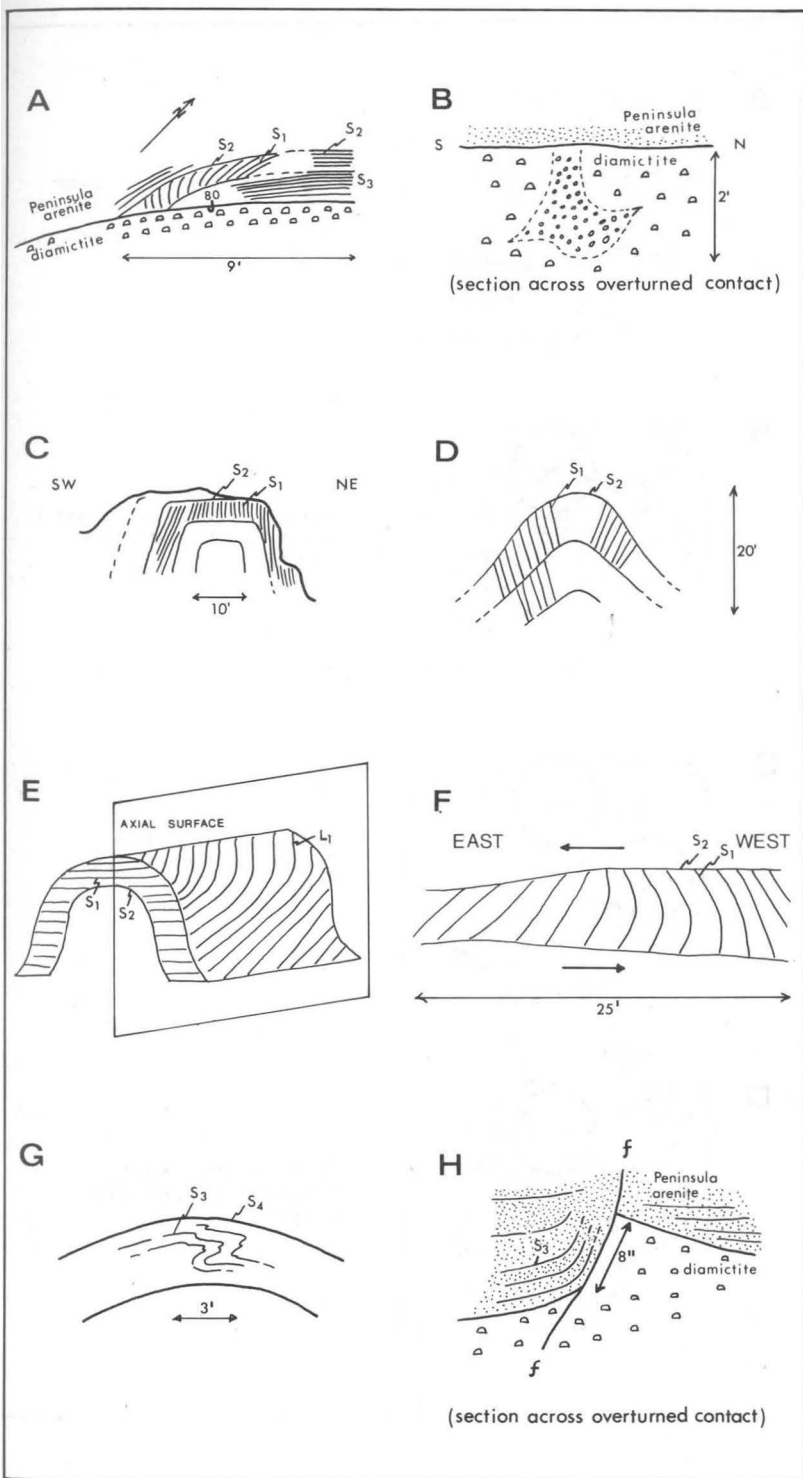 A
N
S2
S1
S2
S3
80
Peninsula
arenite
diamictite
9'
B
Peninsula
arenite
S
N
diamictite
2'
(section across overturned contact)
C
SW
NE
S2
S1
10'
D
S1
S2
20'
E
AXIAL SURFACE
L1
S1
S2
F
EAST
WEST
S2
S1
25'
G
S3
S4
3'
H
f
Peninsula
arenite
S3
8"
diamictite
f
(section across overturned contact)